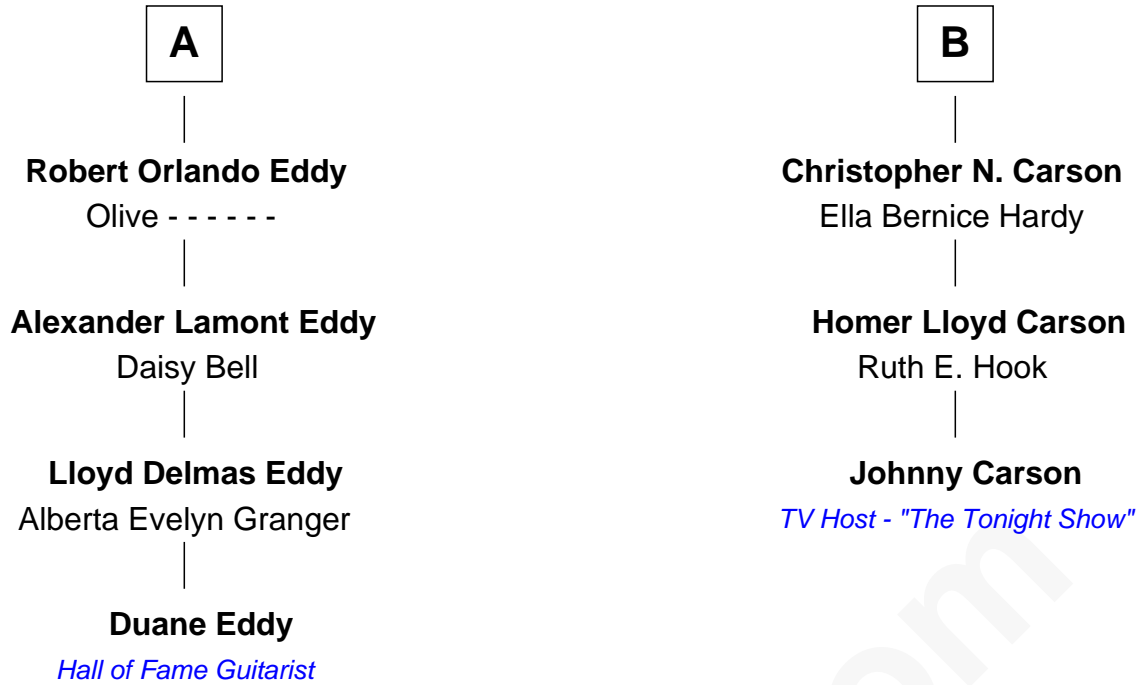 A
Robert Orlando Eddy
Olive - - - - - -
Alexander Lamont Eddy
Daisy Bell
Lloyd Delmas Eddy
Alberta Evelyn Granger
Duane Eddy
Hall of Fame Guitarist
B
Christopher N. Carson
Ella Bernice Hardy
Homer Lloyd Carson
Ruth E. Hook
Johnny Carson
TV Host - "The Tonight Show"
om